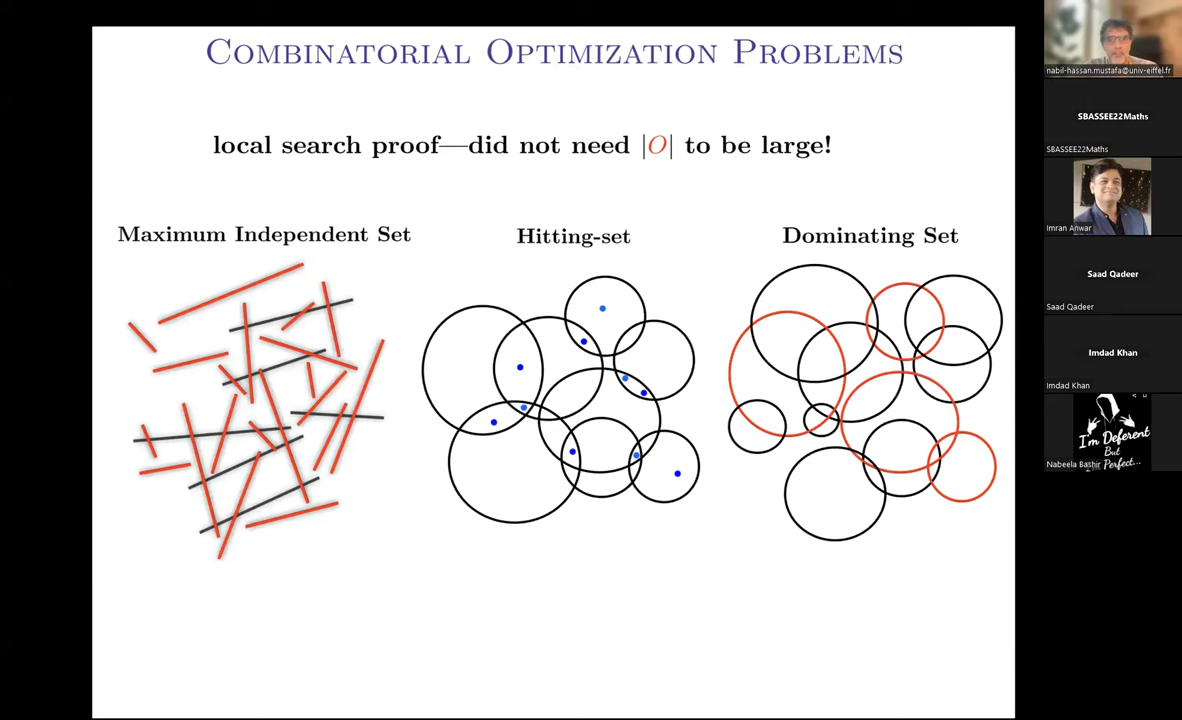 COMBINATORIAL OPTIMIZATION PROBLEMS
local search proof—did not need |O| to be large!
Maximum Independent Set
Hitting-set
Dominating Set
nabil-hassan.mustafa@univ-eiffel.fr
SBASSEE22Maths
SBASSEE22Maths
Imran Anwar
Saad Qadeer
Saad Qadeer
Imdad Khan
Imdad Khan
I'm Deferent
But
I'm Perfect...
Nabeela Bashir